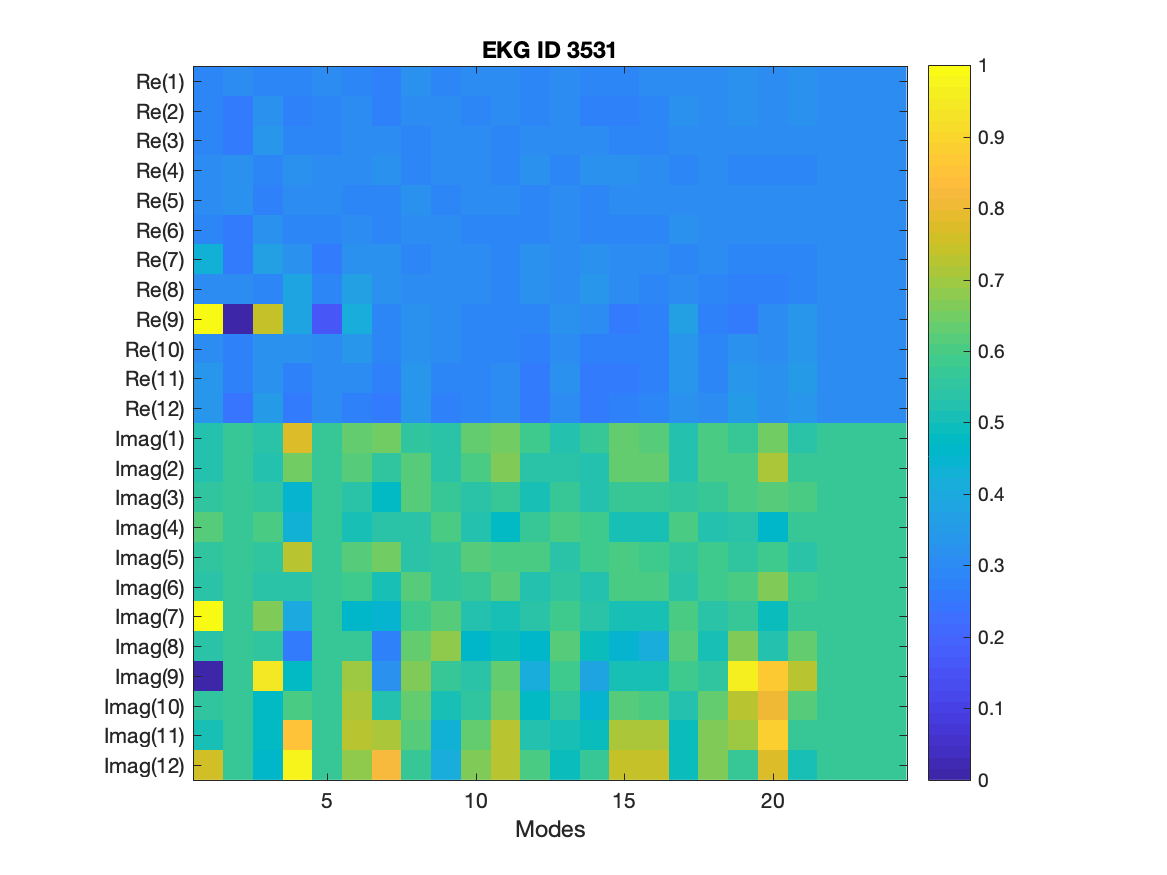 EKG ID 3531
Re(1)
Re(2)
Re(3)
Re(4)
Re(5)
Re(6)
Re(7)
Re(8)
Re(9)
Re(10)
Re(11)
Re(12)
Imag(1)
Imag(2)
Imag(3)
Imag(4)
Imag(5)
Imag(6)
Imag(7)
Imag(8)
Imag(9)
Imag(10)
Imag(11)
Imag(12)
5 10 15 20
Modes
1
0.9
0.8
0.7
0.6
0.5
0.4
0.3
0.2
0.1
0